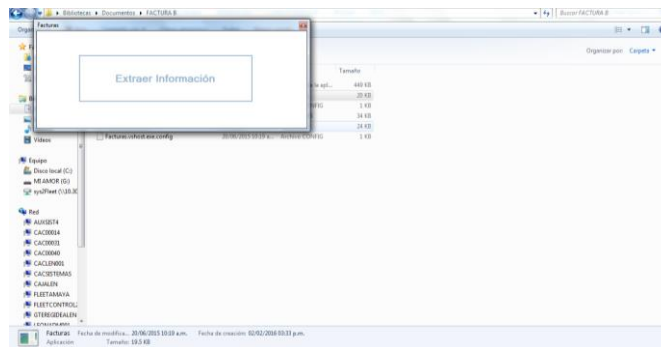 Bibliotecas ▸ Documentos ▸ FACTURA B
Buscar FACTURA B
Facturas
Extraer Información
Organizar por: Carpeta
Tamaño
449 KB
20 KB
1 KB
34 KB
24 KB
Facturas.vshost.exe.config 20/06/2015 10:19 a... Archivo CONFIG 1 KB
Videos
Equipo
Disco local (C:)
MI AMOR (G:)
Red
AUXSIST4
CAC00014
CAC00031
CAC00040
CACLEN001
CACSISTEMAS
CAJALEN
FLEETAMAYA
FLEETCONTROL
GTEREGIDEALEN
Facturas Fecha de modifica... 20/06/2015 10:19 a.m. Fecha de creación: 02/02/2016 03:33 p.m.
Aplicación Tamaño: 19.5 KB